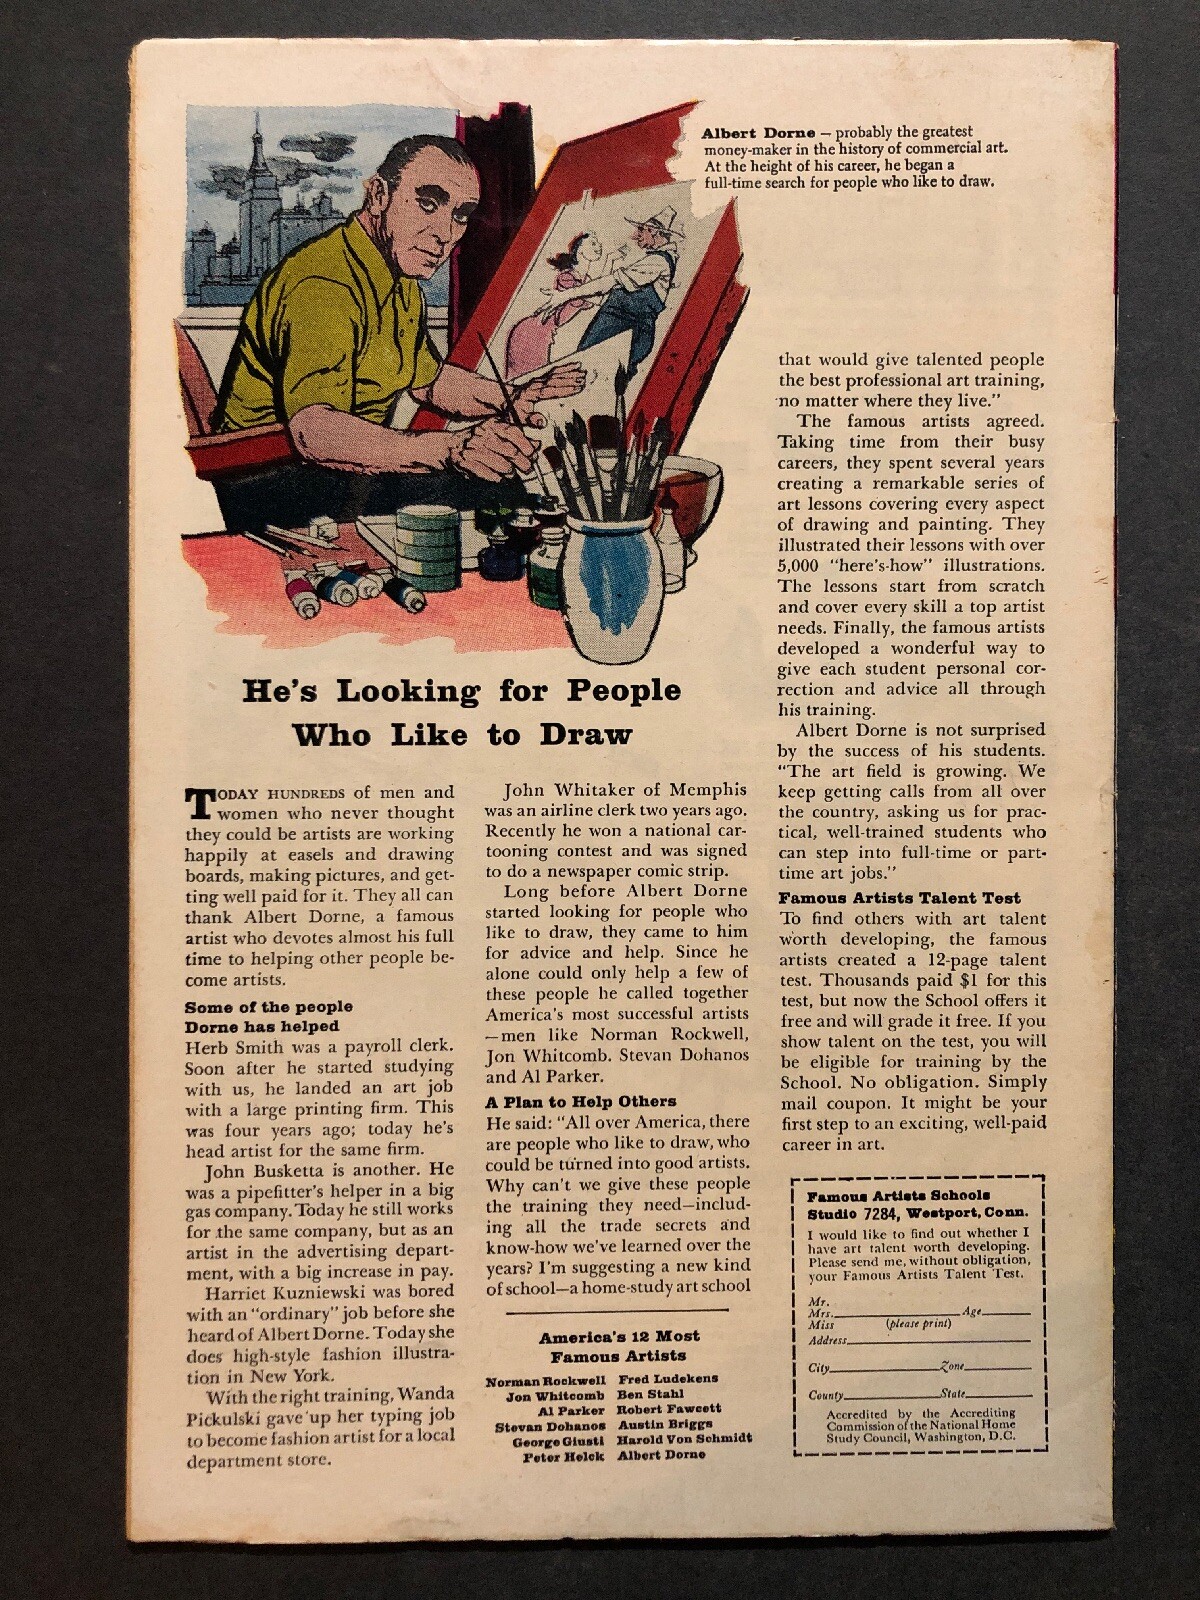 Albert Dorne — probably the greatest
money-maker in the history of commercial art.
At the height of his career, he began a
full-time search for people who like to draw.
He's Looking for People
Who Like to Draw
TODAY HUNDREDS of men and
women who never thought
they could be artists are working
happily at easels and drawing
boards, making pictures, and get-
ting well paid for it. They all can
thank Albert Dorne, a famous
artist who devotes almost his full
time to helping other people be-
come artists.
Some of the people
Dorne has helped
Herb Smith was a payroll clerk.
Soon after he started studying
with us, he landed an art job
with a large printing firm. This
was four years ago; today he's
head artist for the same firm.
John Busketta is another. He
was a pipefitter's helper in a big
gas company. Today he still works
for the same company, but as an
artist in the advertising depart-
ment, with a big increase in pay.
Harriet Kuzniewski was bored
with an "ordinary" job before she
heard of Albert Dorne. Today she
does high-style fashion illustra-
tion in New York.
With the right training, Wanda
Pickulski gave up her typing job
to become fashion artist for a local
department store.
John Whitaker of Memphis
was an airline clerk two years ago.
Recently he won a national car-
tooning contest and was signed
to do a newspaper comic strip.
Long before Albert Dorne
started looking for people who
like to draw, they came to him
for advice and help. Since he
alone could only help a few of
these people he called together
America's most successful artists
—men like Norman Rockwell,
Jon Whitcomb. Stevan Dohanos
and Al Parker.
A Plan to Help Others
He said: "All over America, there
are people who like to draw, who
could be turned into good artists.
Why can't we give these people
the training they need—includ-
ing all the trade secrets and
know-how we've learned over the
years? I'm suggesting a new kind
of school—a home-study art school
America's 12 Most
Famous Artists
Norman Rockwell Fred Ludekens
Jon Whitcomb Ben Stahl
Al Parker Robert Fawcett
Stevan Dohanos Austin Briggs
George Giusti Harold Von Schmidt
Peter Helck Albert Dorne
that would give talented people
the best professional art training,
no matter where they live."
The famous artists agreed.
Taking time from their busy
careers, they spent several years
creating a remarkable series of
art lessons covering every aspect
of drawing and painting. They
illustrated their lessons with over
5,000 "here's-how" illustrations.
The lessons start from scratch
and cover every skill a top artist
needs. Finally, the famous artists
developed a wonderful way to
give each student personal cor-
rection and advice all through
his training.
Albert Dorne is not surprised
by the success of his students.
"The art field is growing. We
keep getting calls from all over
the country, asking us for prac-
tical, well-trained students who
can step into full-time or part-
time art jobs."
Famous Artists Talent Test
To find others with art talent
worth developing, the famous
artists created a 12-page talent
test. Thousands paid $1 for this
test, but now the School offers it
free and will grade it free. If you
show talent on the test, you will
be eligible for training by the
School. No obligation. Simply
mail coupon. It might be your
first step to an exciting, well-paid
career in art.
Famous Artists Schools
Studio 7284, Westport, Conn.
I would like to find out whether I
have art talent worth developing.
Please send me, without obligation,
your Famous Artists Talent Test.
Mr.
Mrs. Age
Miss (please print)
Address
City Zone
County State
Accredited by the Accrediting
Commission of the National Home
Study Council, Washington, D.C.